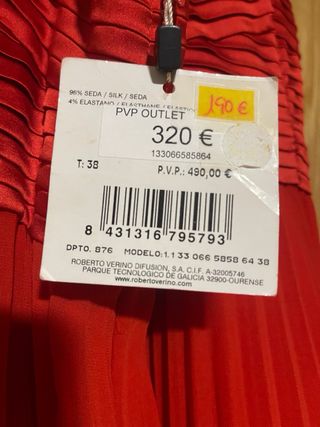 96% SEDA / SILK / SEDA
4% ELASTANO / ELASTHANE / ELASTICO
190 €
PVP OUTLET
320 €
133066585864
T: 38
P.V.P.: 490,00 €
8 431316 795793
DPTO. 876 MODELO: 1.1 33 066 5858 64 38
ROBERTO VERINO DIFUSION, S.A. C.I.F. A-32005746
PARQUE TECNOLOGICO DE GALICIA 32900-OURENSE
www.robertoverino.com